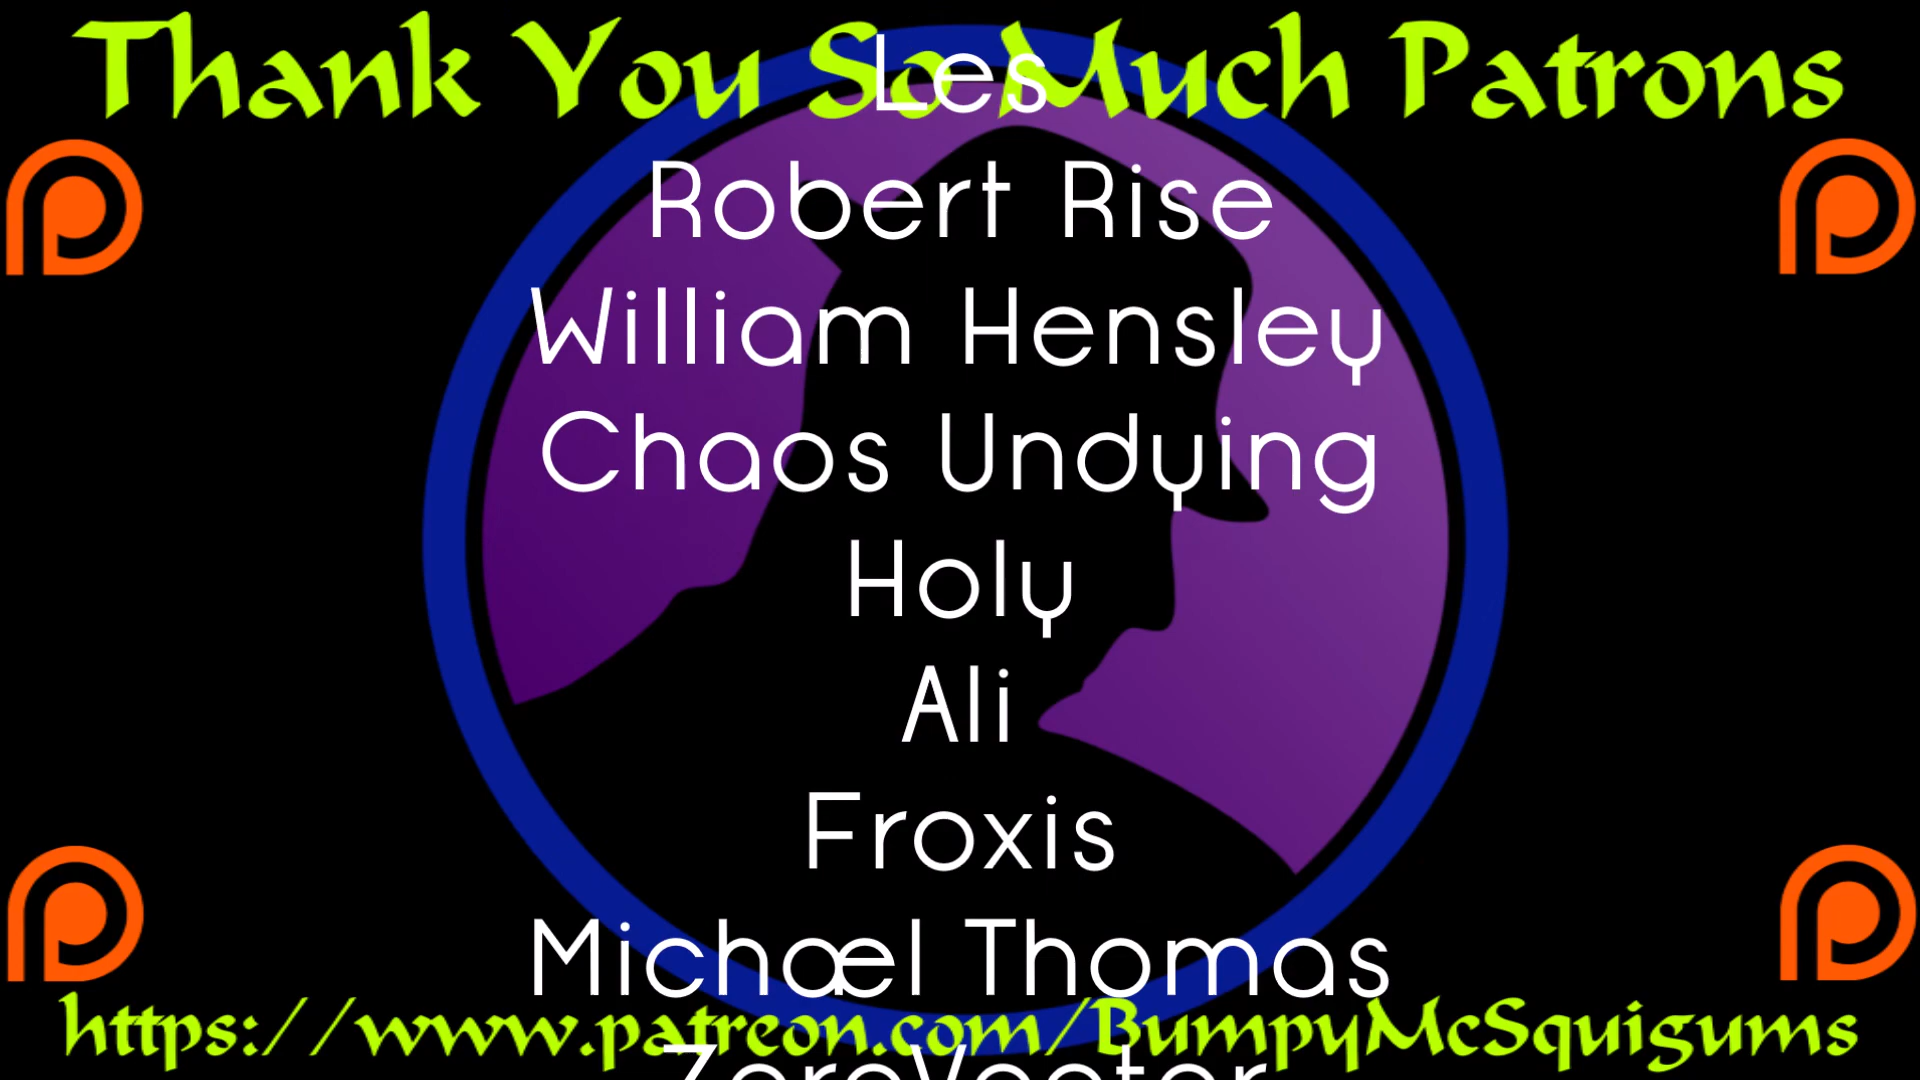 Thank You So Much Patrons
Les
Robert Rise
William Hensley
Chaos Undying
Holy
Ali
Froxis
Michæl Thomas
https://www.patreon.com/BumpyMcSquigums